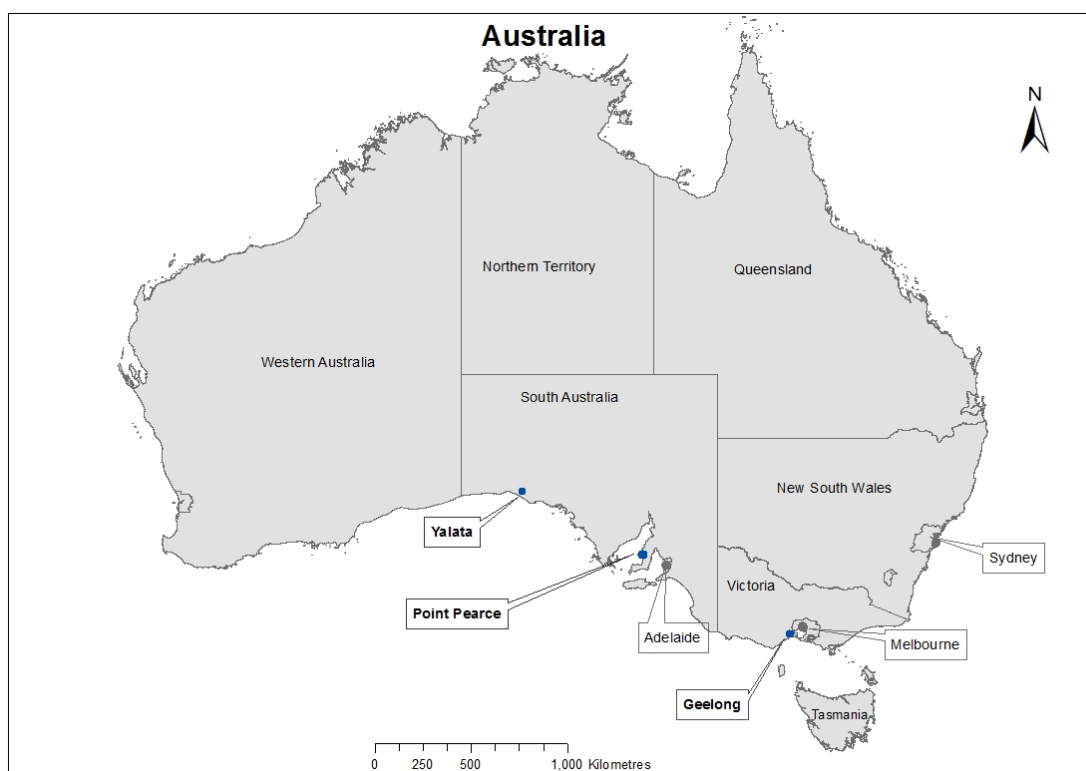 Australia
N
Northern Territory
Queensland
Western Australia
South Australia
New South Wales
Yalata
Sydney
Victoria
Point Pearce
Adelaide
Melbourne
Geelong
Tasmania
0 250 500 1,000 Kilometres